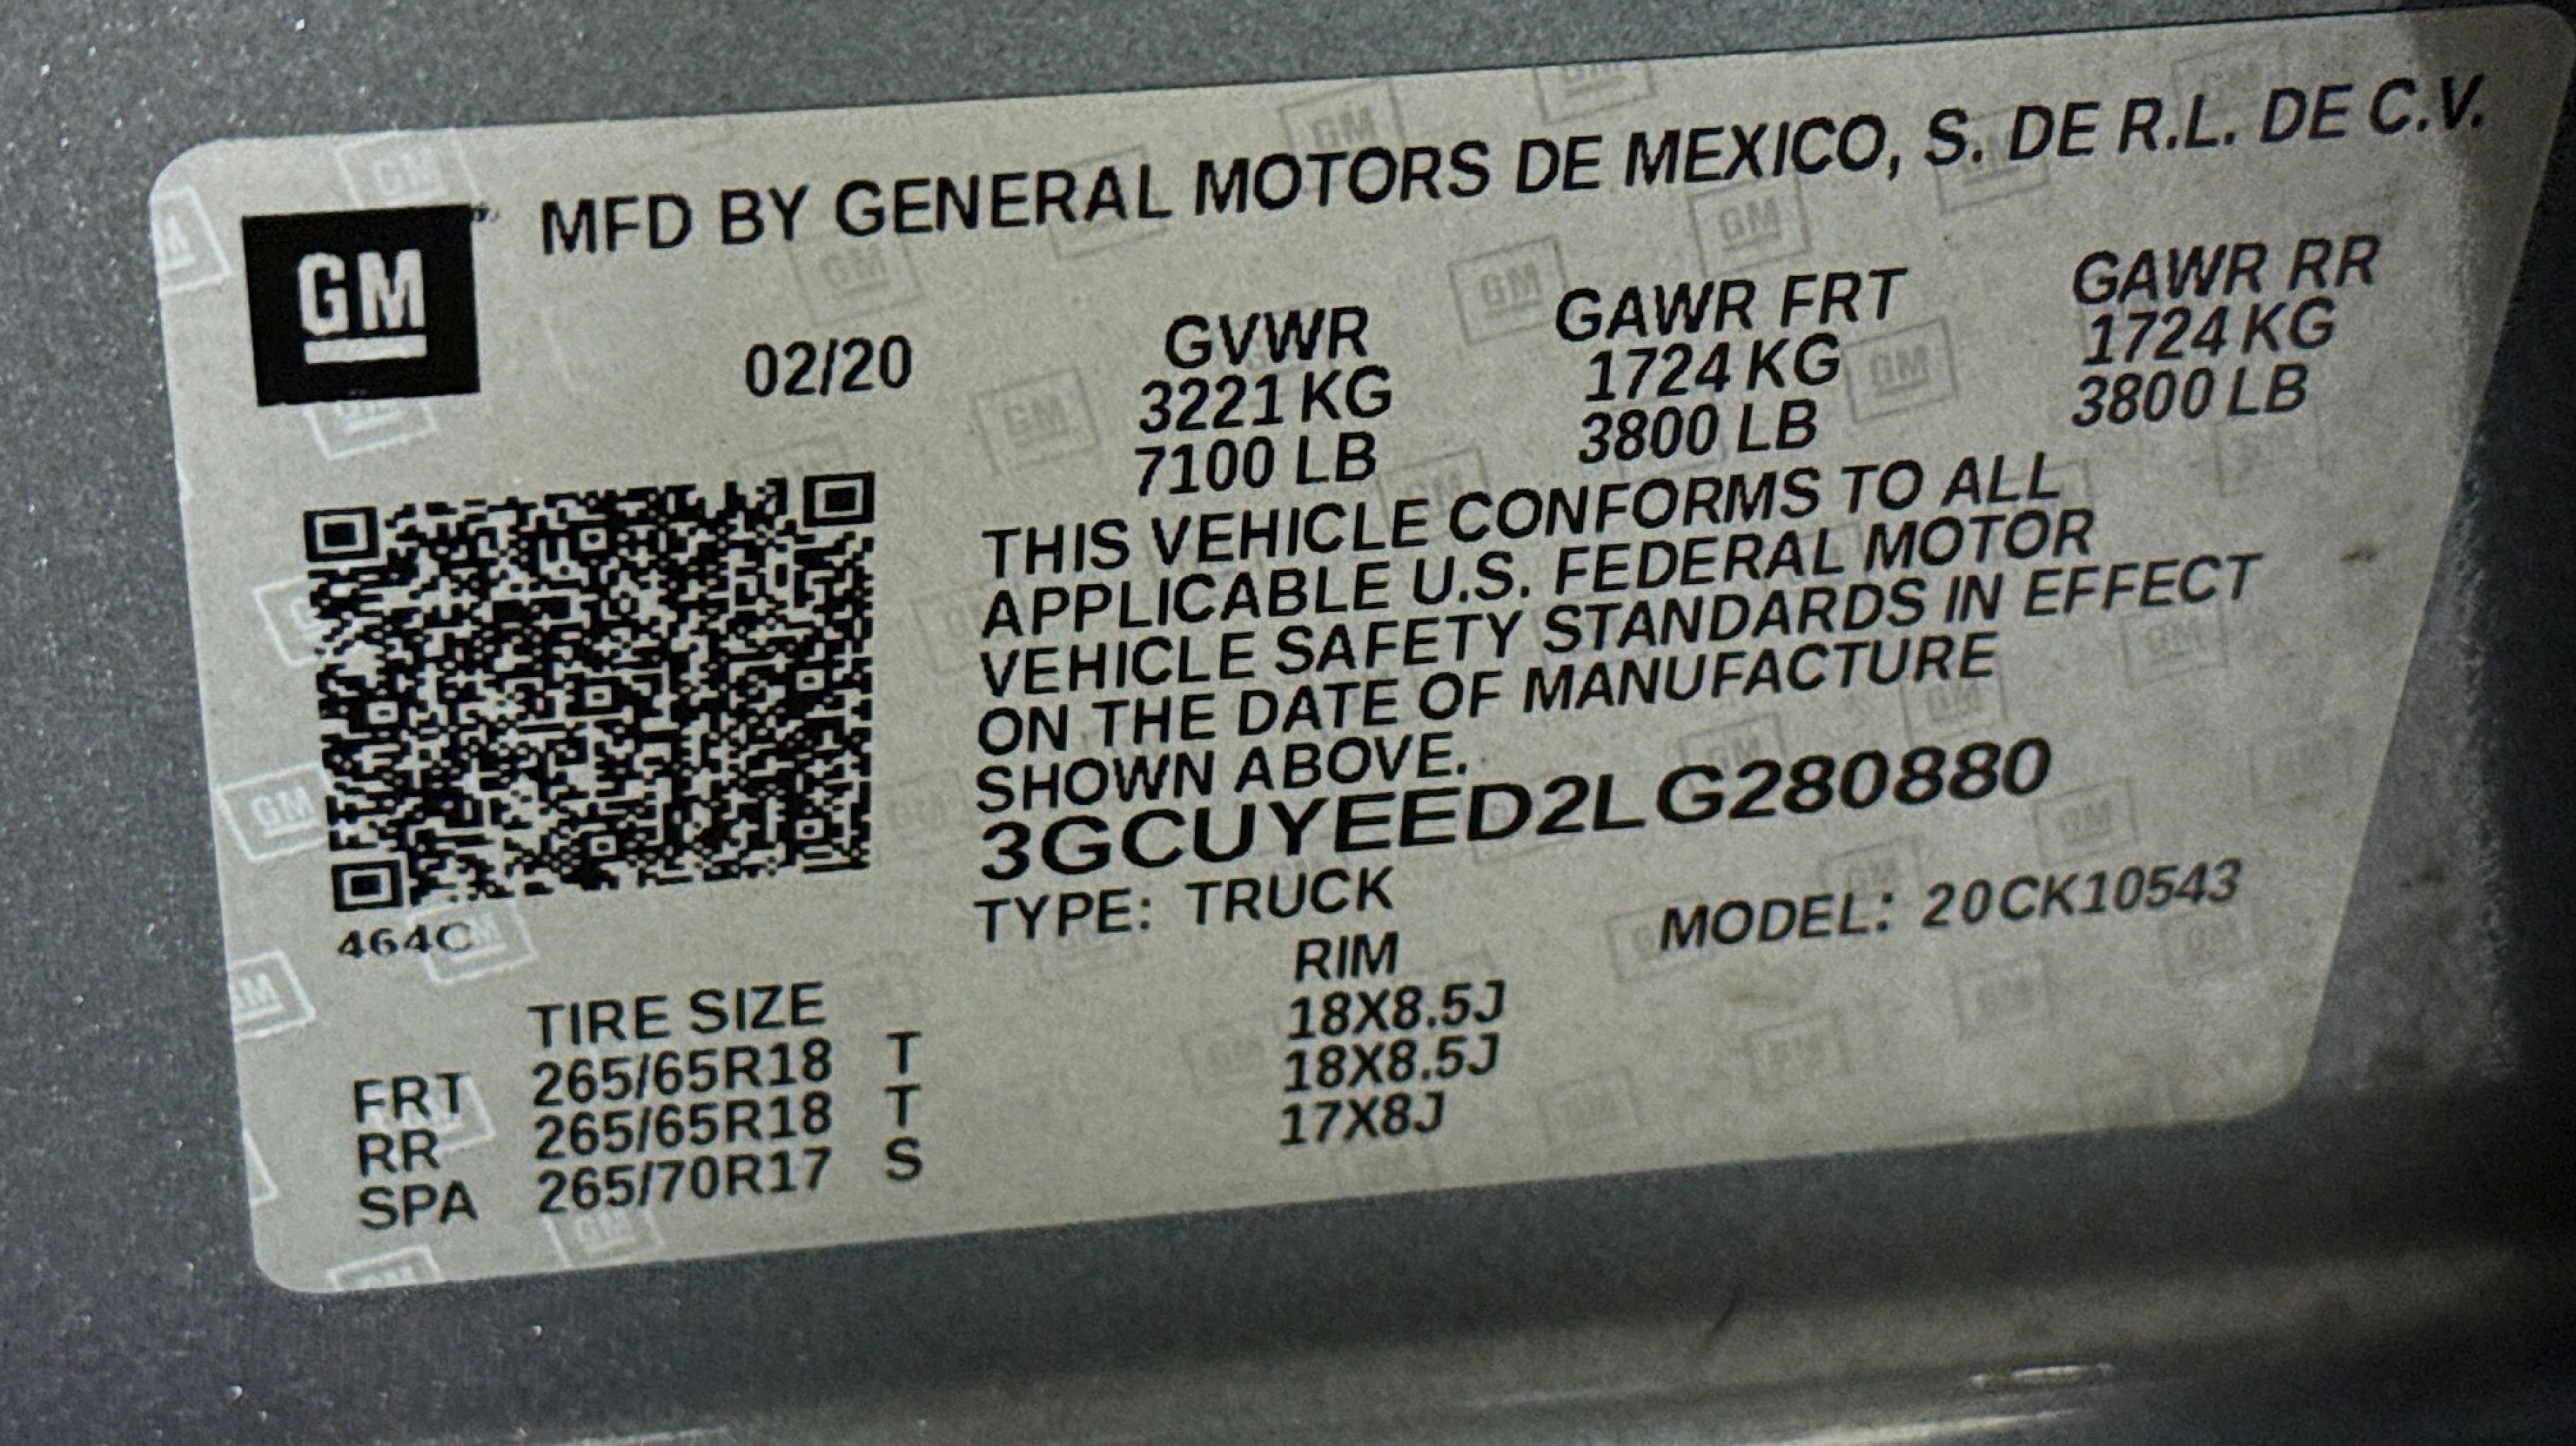 GM MFD BY GENERAL MOTORS DE MEXICO, S. DE R.L. DE C.V.
02/20 GVWR GAWR FRT GAWR RR
3221 KG 1724 KG 1724 KG
7100 LB 3800 LB 3800 LB
THIS VEHICLE CONFORMS TO ALL
APPLICABLE U.S. FEDERAL MOTOR
VEHICLE SAFETY STANDARDS IN EFFECT
ON THE DATE OF MANUFACTURE
SHOWN ABOVE.
3GCUYEED2LG280880
TYPE: TRUCK MODEL: 20CK10543
464C
TIRE SIZE RIM
FRT 265/65R18 T 18X8.5J
RR 265/65R18 T 18X8.5J
SPA 265/70R17 S 17X8J